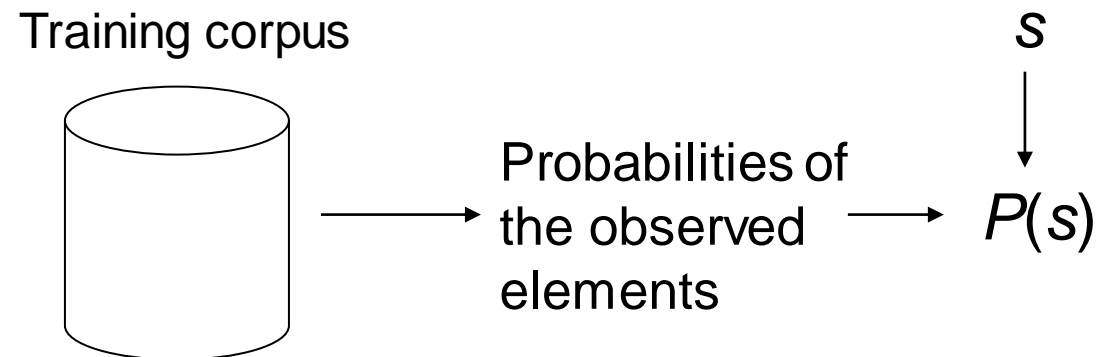 Training corpus
s
Probabilities of
the observed
elements
P(s)